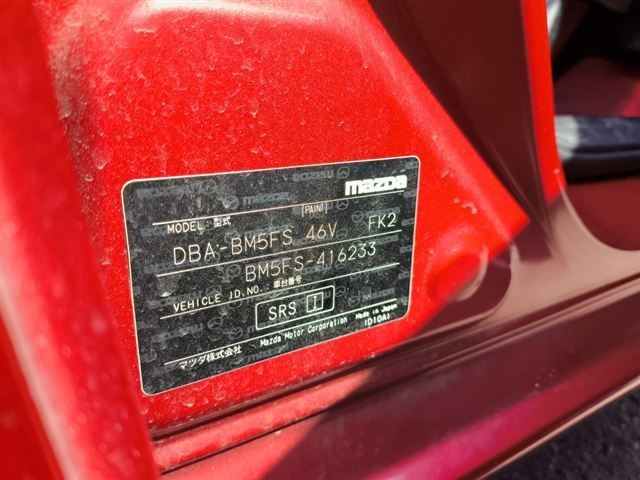 mazda
MODEL・型式 PAINT
DBA-BM5FS 46V FK2
BM5FS-416233
VEHICLE ID.NO. 車台番号
SRS I
マツダ株式会社 Mazda Motor Corporation Made in Japan
ID10A1